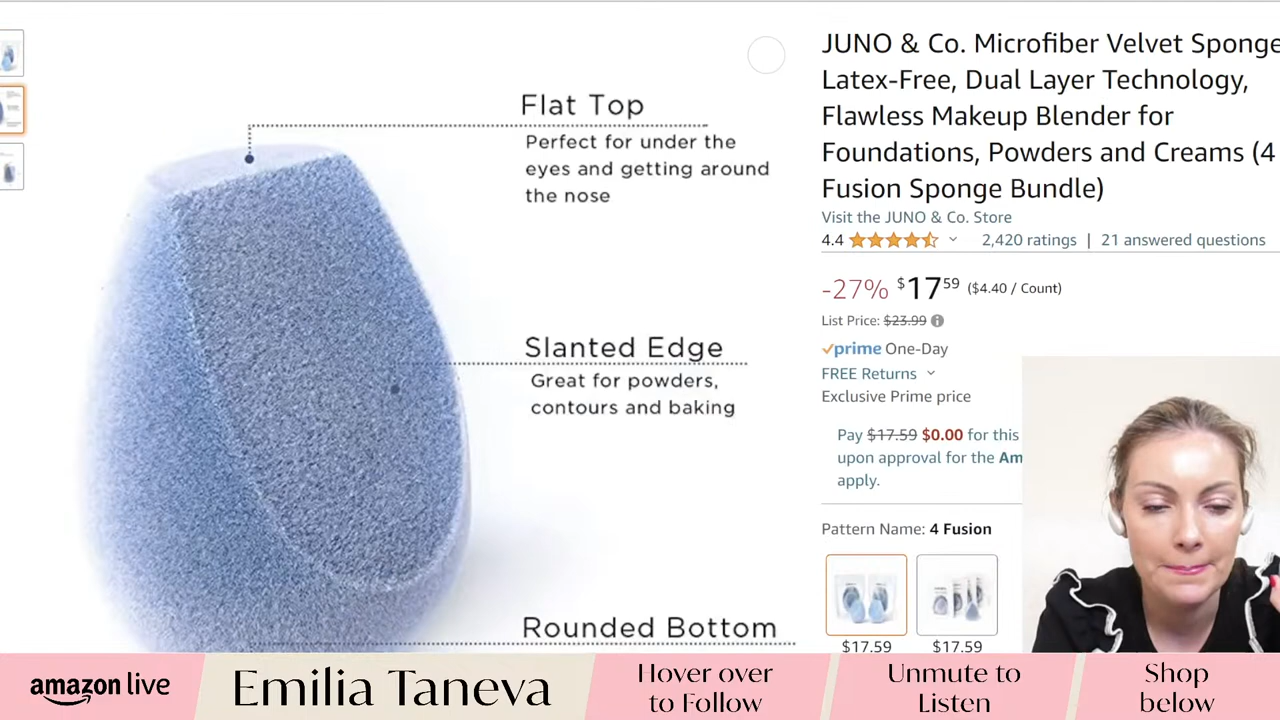 Flat Top
Perfect for under the
eyes and getting around
the nose
Slanted Edge
Great for powders,
contours and baking
Rounded Bottom
JUNO & Co. Microfiber Velvet Sponge
Latex-Free, Dual Layer Technology,
Flawless Makeup Blender for
Foundations, Powders and Creams (4
Fusion Sponge Bundle)
Visit the JUNO & Co. Store
4.4 2,420 ratings | 21 answered questions
-27% $17 59 ($4.40 / Count)
List Price: $23.99
prime One-Day
FREE Returns
Exclusive Prime price
Pay $17.59 $0.00 for this
upon approval for the Am
apply.
Pattern Name: 4 Fusion
$17.59 $17.59
amazon live
Emilia Taneva
Hover over
to Follow
Unmute to
Listen
Shop
below